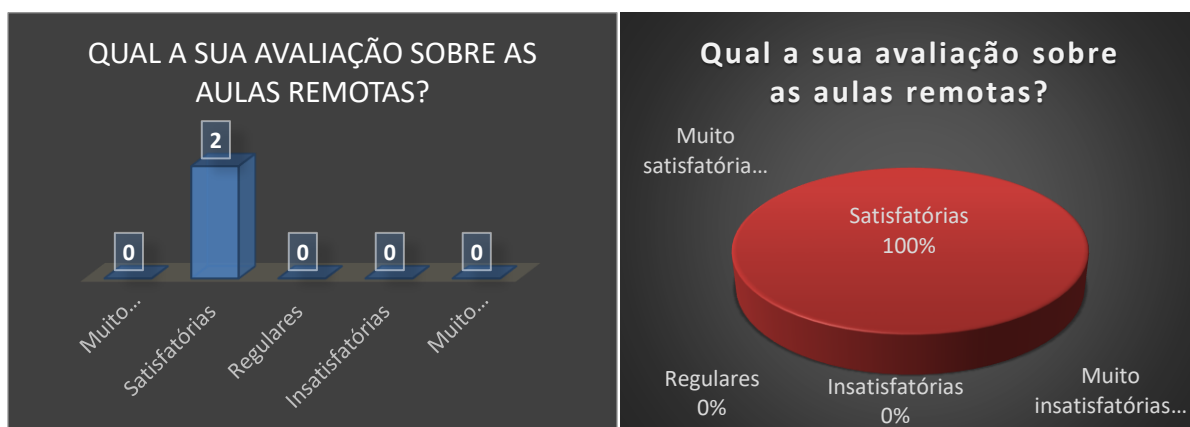 QUAL A SUA AVALIAÇÃO SOBRE AS
AULAS REMOTAS?
2
0
0
0
0
Muito...
Satisfatórias
Regulares
Insatisfatórias
Muito...
Qual a sua avaliação sobre
as aulas remotas?
Muito
satisfatória...
Satisfatórias
100%
Regulares
0%
Insatisfatórias
0%
Muito
insatisfatórias...